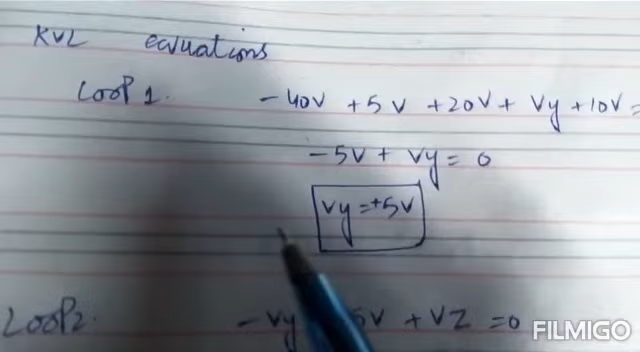 KVL equations
LOOP 1. -40V +5V +20V + Vy +10V =
-5V + Vy = 0
Vy=+5V
LOOP2. -Vy 5V + VZ =0
FILMIGO